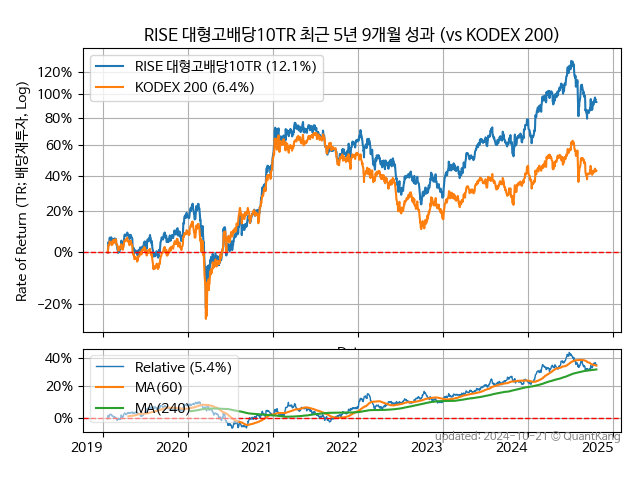 RISE 대형고배당10TR 최근 5년 9개월 성과 (vs KODEX 200)
Rate of Return (TR: 배당재투자, Log)
120%
100%
80%
60%
40%
20%
0%
−20%
RISE 대형고배당10TR (12.1%)
KODEX 200 (6.4%)
40%
20%
0%
Relative (5.4%)
MA(60)
MA(240)
2019 2020 2021 2022 2023 2024 2025
updated: 2024-10-21 © QuantKang